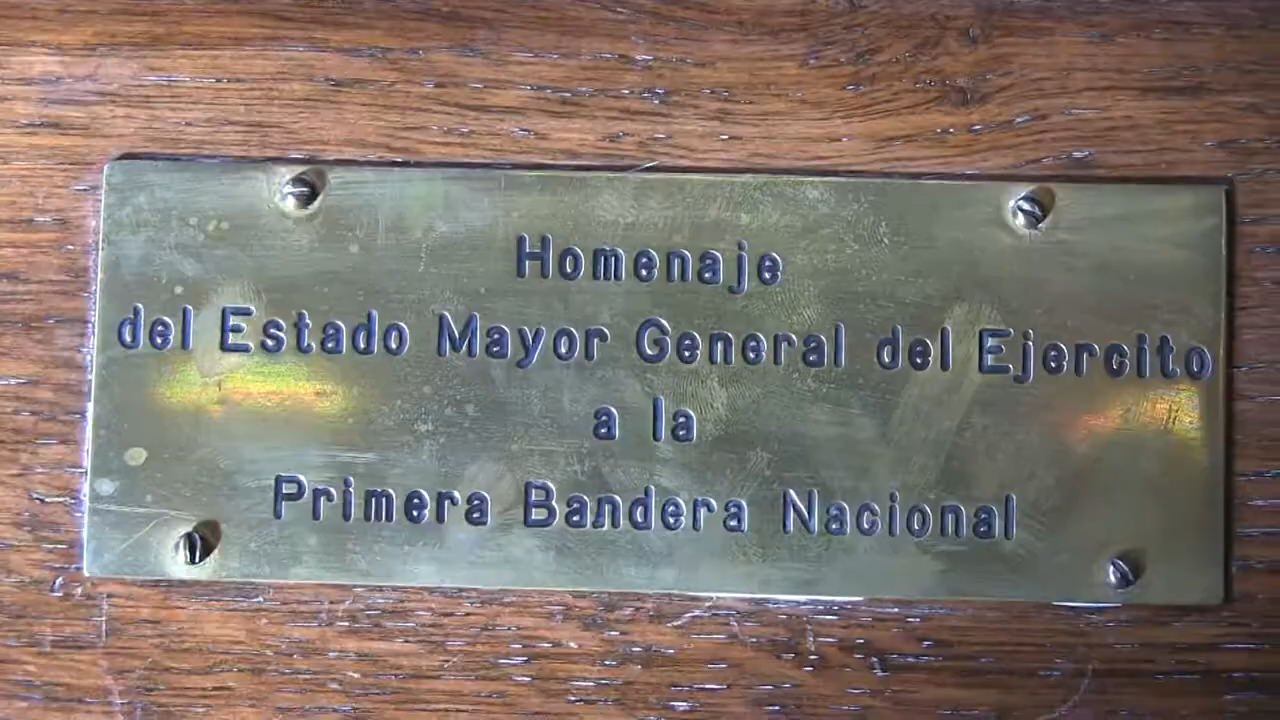 Homenaje
del Estado Mayor General del Ejercito
a la
Primera Bandera Nacional